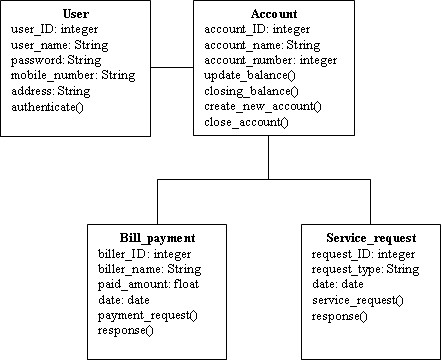 User
user_ID: integer
user_name: String
password: String
mobile_number: String
address: String
authenticate()
Account
account_ID: integer
account_name: String
account_number: integer
update_balance()
closing_balance()
create_new_account()
close_account()
Bill_payment
biller_ID: integer
biller_name: String
paid_amount: float
date: date
payment_request()
response()
Service_request
request_ID: integer
request_type: String
date: date
service_request()
response()